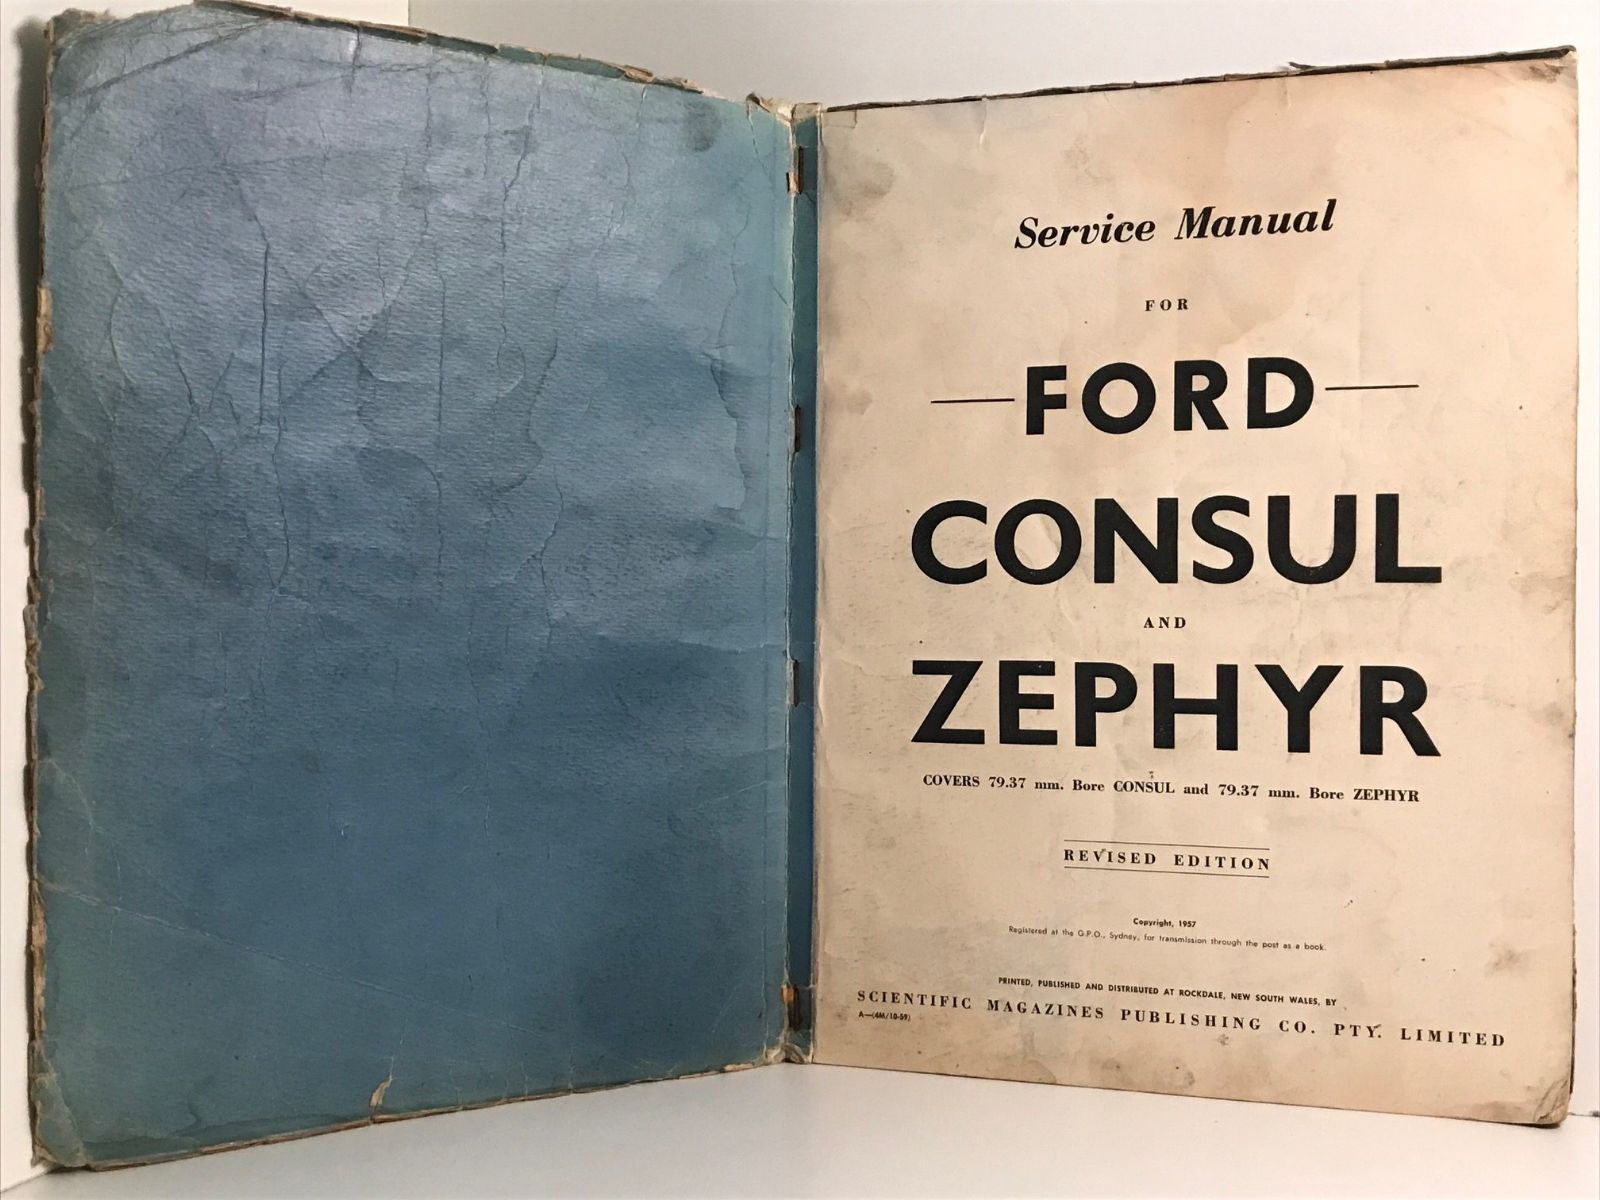 Service Manual
FOR
FORD
CONSUL
AND
ZEPHYR
COVERS 79.37 mm. Bore CONSUL and 79.37 mm. Bore ZEPHYR
REVISED EDITION
Copyright, 1957
Registered at the G.P.O., Sydney, for transmission through the post as a book.
PRINTED, PUBLISHED AND DISTRIBUTED AT ROCKDALE, NEW SOUTH WALES, BY
SCIENTIFIC MAGAZINES PUBLISHING CO. PTY. LIMITED
A—(4M/10-59)